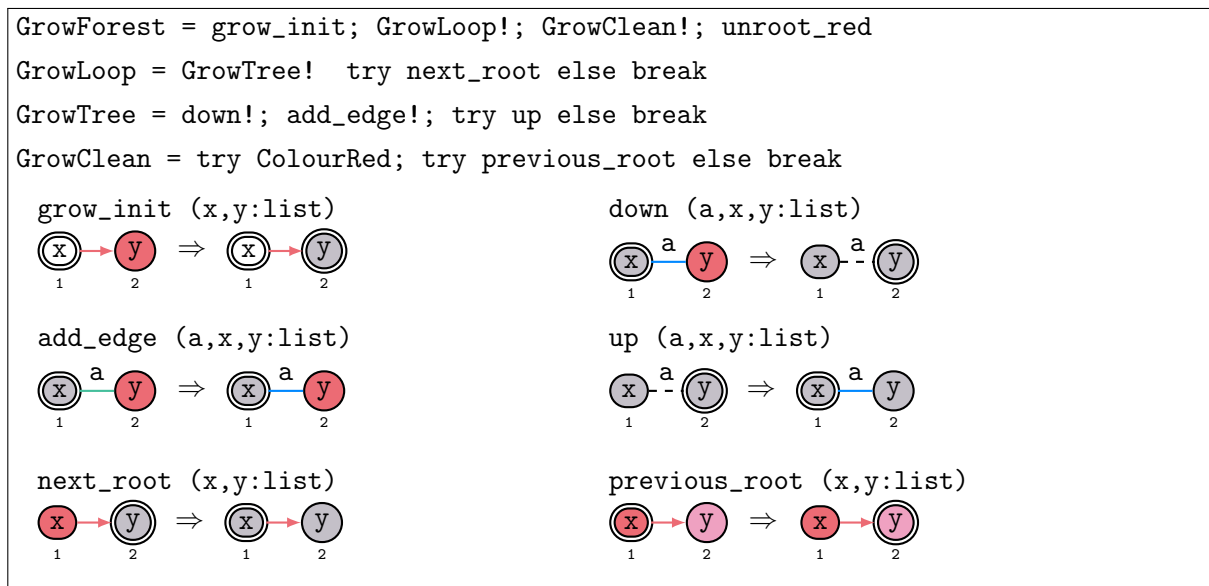 GrowForest = grow_init; GrowLoop!; GrowClean!; unroot_red
GrowLoop = GrowTree! try next_root else break
GrowTree = down!; add_edge!; try up else break
GrowClean = try ColourRed; try previous_root else break
grow_init (x,y:list)
x y ⇒ x y
1 2 1 2
down (a,x,y:list)
x a y ⇒ x a y
1 2 1 2
add_edge (a,x,y:list)
x a y ⇒ x a y
1 2 1 2
up (a,x,y:list)
x a y ⇒ x a y
1 2 1 2
next_root (x,y:list)
x y ⇒ x y
1 2 1 2
previous_root (x,y:list)
x y ⇒ x y
1 2 1 2